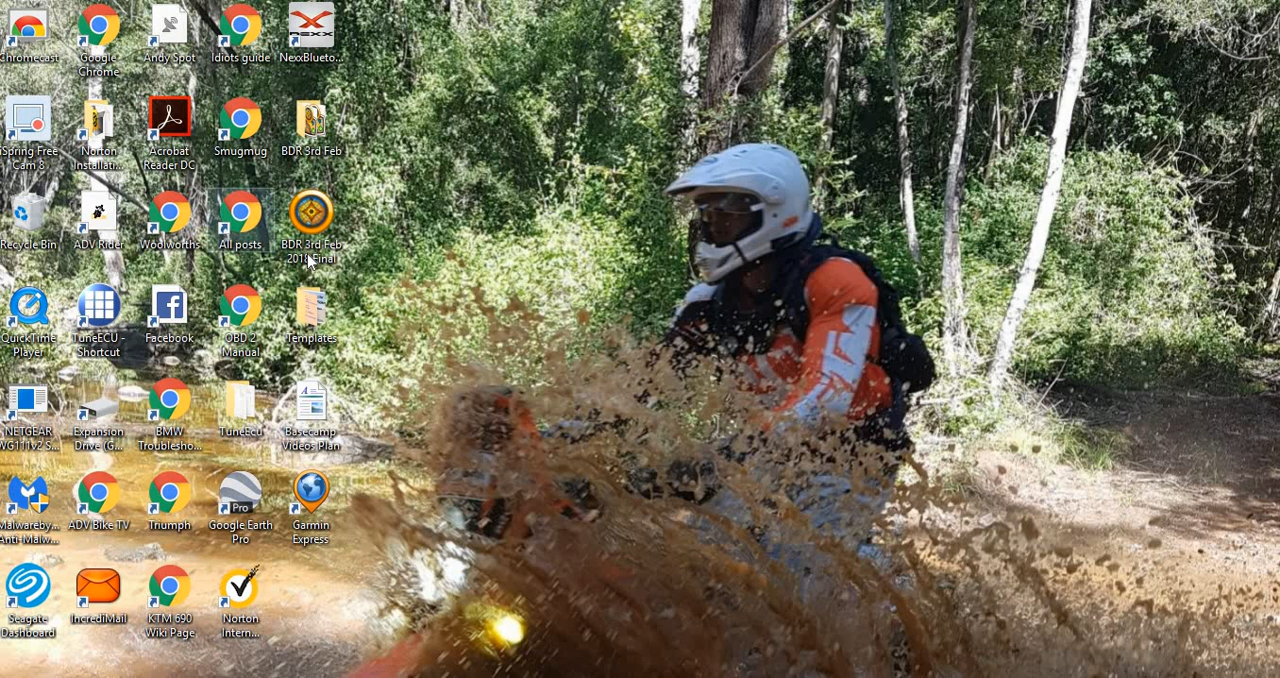 Chromecast
Google
Chrome
Andy Spot
Idiots guide
NEXX
NexxBlueto...
iSpring Free
Cam 8
Norton
Installati...
Acrobat
Reader DC
Smugmug
BDR 3rd Feb
Recycle Bin
ADV Rider
Woolworths
All posts
BDR 3rd Feb
2018 Final
QuickTime
Player
TuneECU -
Shortcut
Facebook
OBD 2
Manual
Templates
NETGEAR
WG111v2 S...
Expansion
Drive (G...
BMW
Troublesho...
TuneEcu
Basecamp
Videos Plan
Malwareby...
Anti-Malw...
ADV Bike TV
Triumph
Pro
Google Earth
Pro
Garmin
Express
Seagate
Dashboard
IncrediMail
KTM 690
Wiki Page
Norton
Intern...